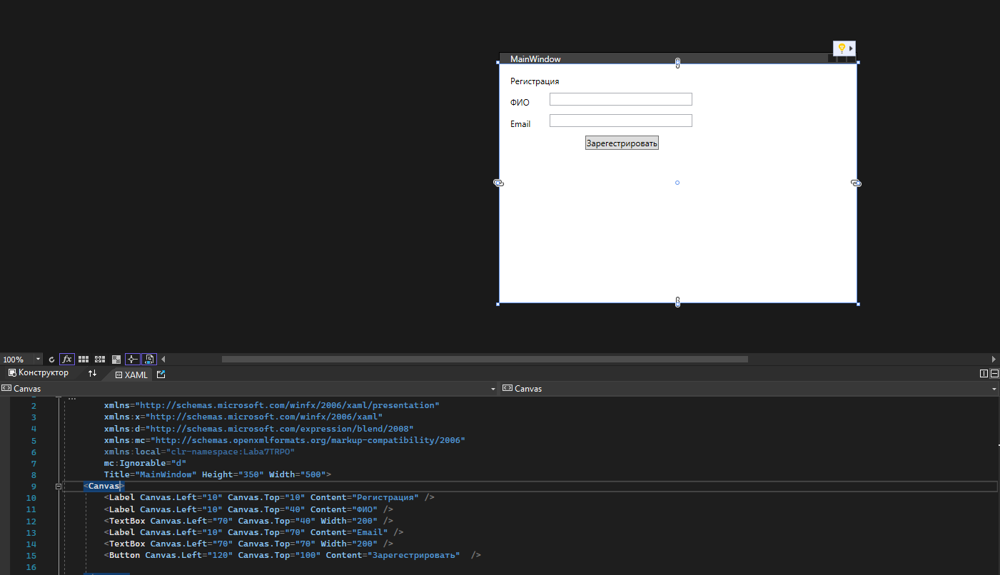 MainWindow
Регистрация
ФИО
Email
Зарегестрировать
100%
fx
Конструктор
XAML
Canvas
Canvas
...
2 xmlns="http://schemas.microsoft.com/winfx/2006/xaml/presentation"
3 xmlns:x="http://schemas.microsoft.com/winfx/2006/xaml"
4 xmlns:d="http://schemas.microsoft.com/expression/blend/2008"
5 xmlns:mc="http://schemas.openxmlformats.org/markup-compatibility/2006"
6 xmlns:local="clr-namespace:Laba7TRPO"
7 mc:Ignorable="d"
8 Title="MainWindow" Height="350" Width="500">
9 <Canvas>
10 <Label Canvas.Left="10" Canvas.Top="10" Content="Регистрация" />
11 <Label Canvas.Left="10" Canvas.Top="40" Content="ФИО" />
12 <TextBox Canvas.Left="70" Canvas.Top="40" Width="200" />
13 <Label Canvas.Left="10" Canvas.Top="70" Content="Email" />
14 <TextBox Canvas.Left="70" Canvas.Top="70" Width="200" />
15 <Button Canvas.Left="120" Canvas.Top="100" Content="Зарегестрировать"  />
16